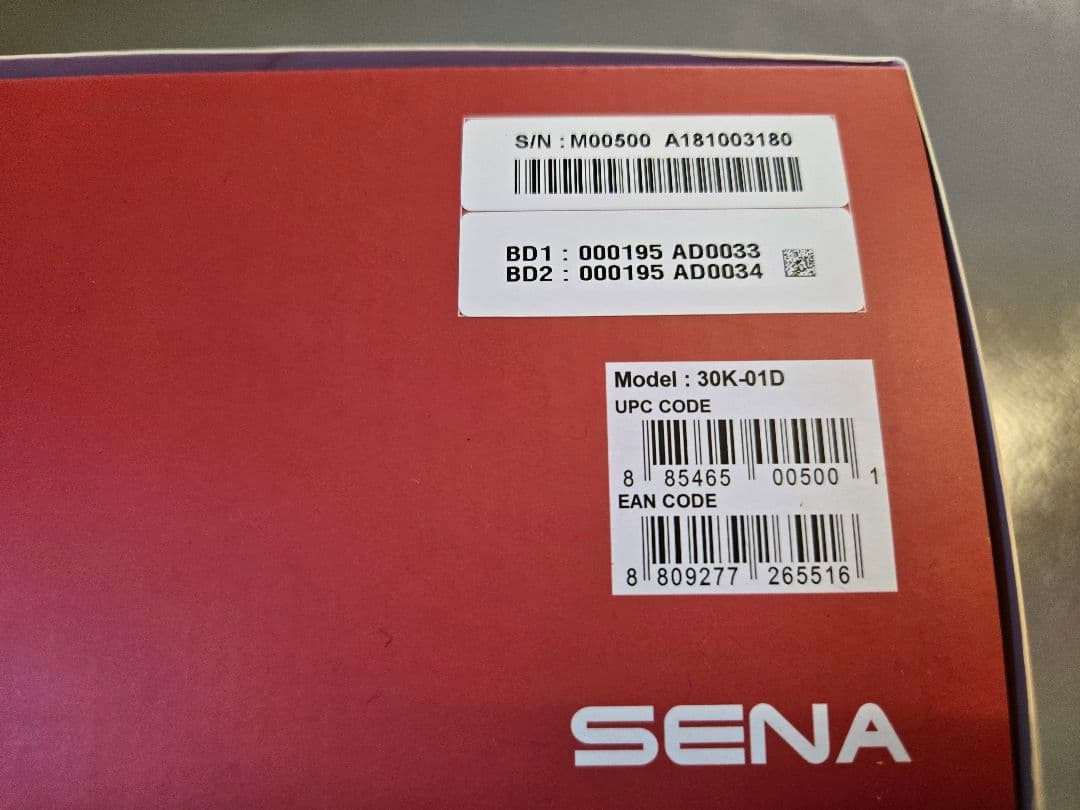 S/N : M00500 A181003180
BD1 : 000195 AD0033
BD2 : 000195 AD0034
Model : 30K-01D
UPC CODE
8 85465 00500 1
EAN CODE
8 809277 265516
SENA